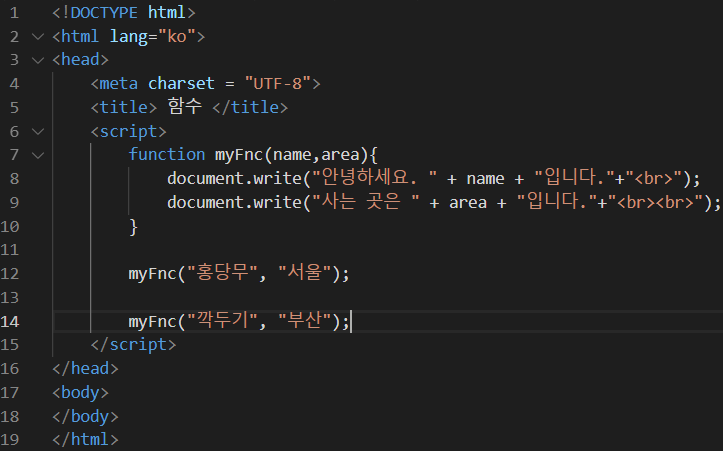 1 <!DOCTYPE html>
2 <html lang="ko">
3 <head>
4 <meta charset = "UTF-8">
5 <title> 함수 </title>
6 <script>
7 function myFnc(name,area){
8 document.write("안녕하세요. " + name + "입니다."+"<br>");
9 document.write("사는 곳은 " + area + "입니다."+"<br><br>");
10 }
11
12 myFnc("홍당무", "서울");
13
14 myFnc("깍두기", "부산");
15 </script>
16 </head>
17 <body>
18 </body>
19 </html>